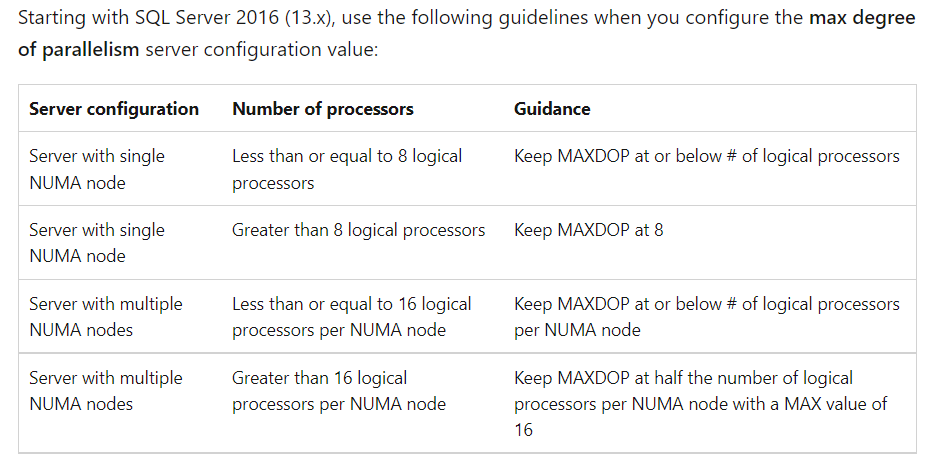 Starting with SQL Server 2016 (13.x), use the following guidelines when you configure the max degree
of parallelism server configuration value:
Server configuration Number of processors Guidance
Server with single Less than or equal to 8 logical Keep MAXDOP at or below # of logical processors
NUMA node processors
Server with single Greater than 8 logical processors Keep MAXDOP at 8
NUMA node
Server with multiple Less than or equal to 16 logical Keep MAXDOP at or below # of logical processors
NUMA nodes processors per NUMA node per NUMA node
Server with multiple Greater than 16 logical Keep MAXDOP at half the number of logical
NUMA nodes processors per NUMA node processors per NUMA node with a MAX value of
16